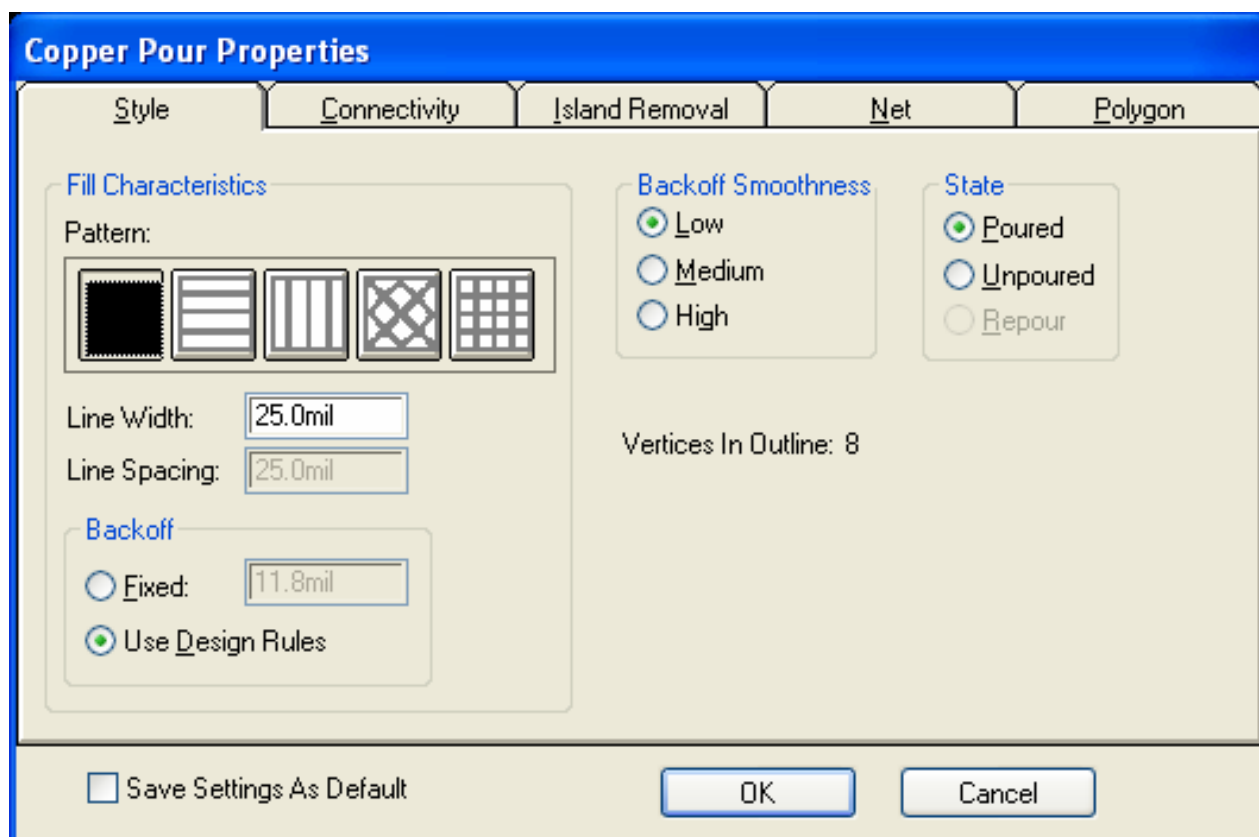 Copper Pour Properties
Style Connectivity Island Removal Net Polygon
Fill Characteristics
Pattern:
Line Width: 25.0mil
Line Spacing: 25.0mil
Backoff
Fixed: 11.8mil
Use Design Rules
Backoff Smoothness
Low
Medium
High
State
Poured
Unpoured
Repour
Vertices In Outline: 8
Save Settings As Default
OK
Cancel